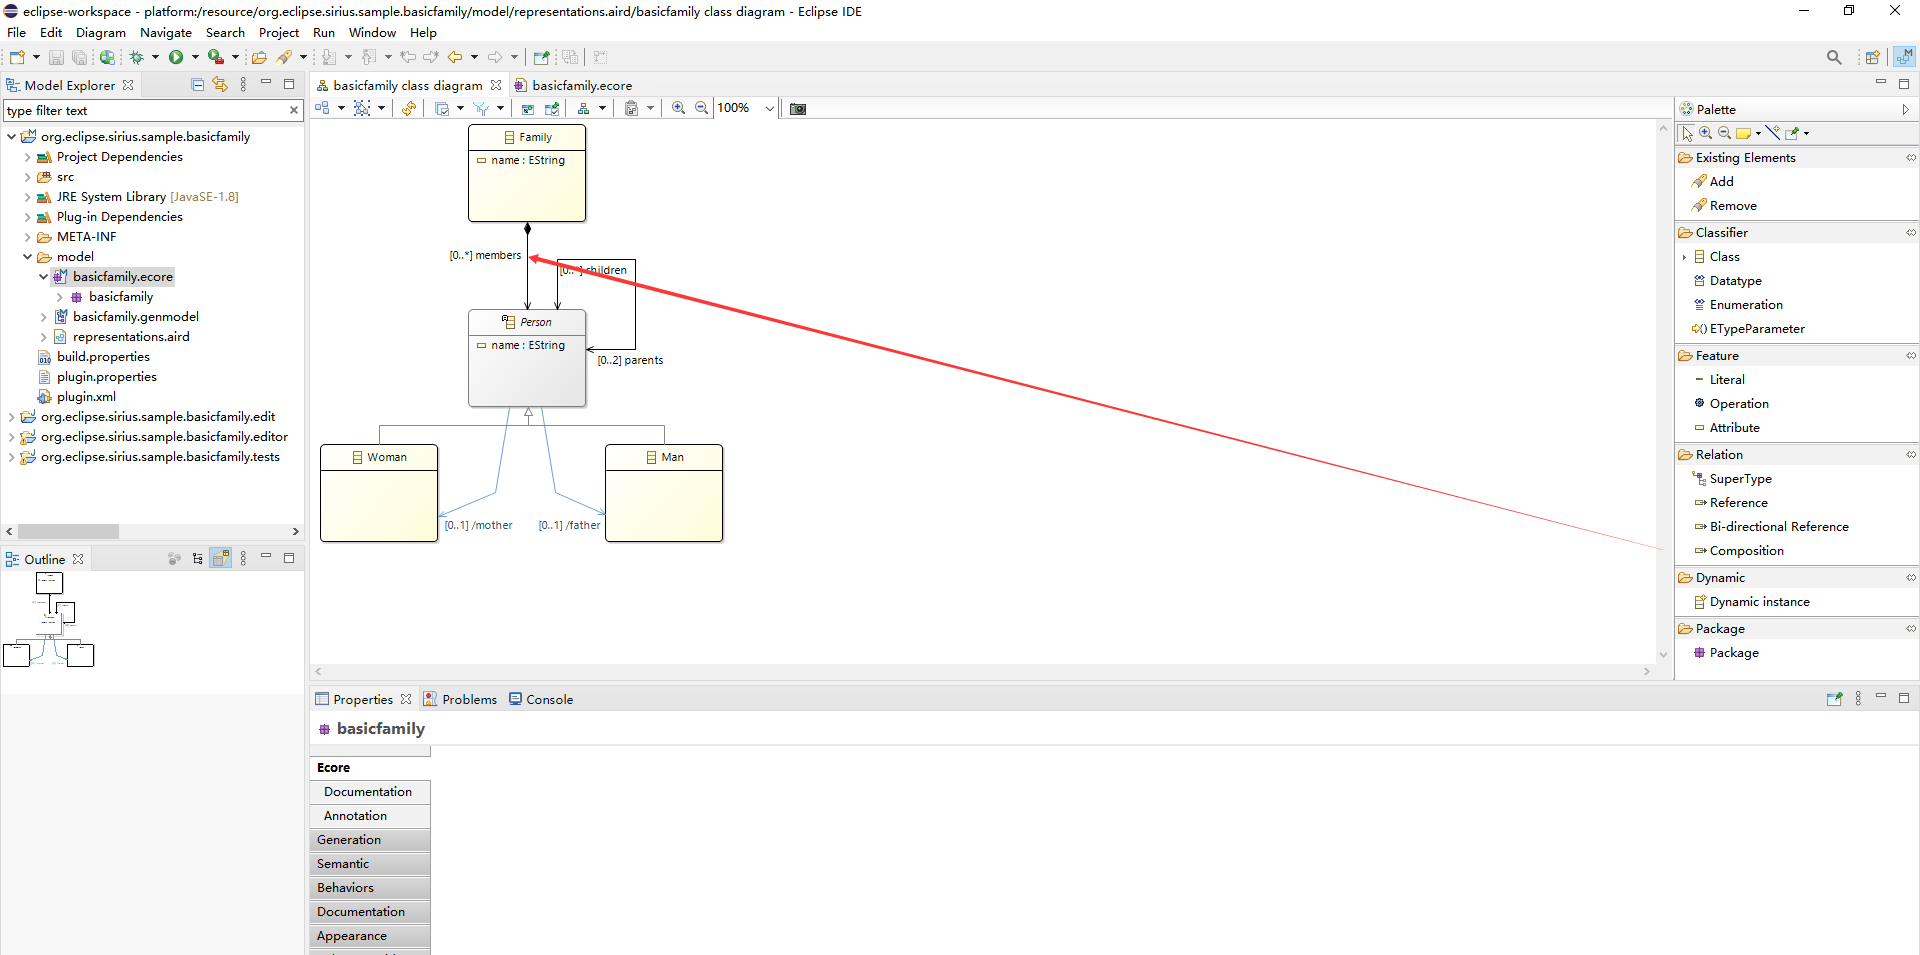 eclipse-workspace - platform:/resource/org.eclipse.sirius.sample.basicfamily/model/representations.aird/basicfamily class diagram - Eclipse IDE
File Edit Diagram Navigate Search Project Run Window Help
Model Explorer
type filter text
org.eclipse.sirius.sample.basicfamily
Project Dependencies
src
JRE System Library [JavaSE-1.8]
Plug-in Dependencies
META-INF
model
basicfamily.ecore
basicfamily
basicfamily.genmodel
representations.aird
build.properties
plugin.properties
plugin.xml
org.eclipse.sirius.sample.basicfamily.edit
org.eclipse.sirius.sample.basicfamily.editor
org.eclipse.sirius.sample.basicfamily.tests
Outline
basicfamily class diagram
basicfamily.ecore
100%
Family
name : EString
[0..*] members
[0..*] children
Person
name : EString
[0..2] parents
Woman
Man
[0..1] /mother
[0..1] /father
Palette
Existing Elements
Add
Remove
Classifier
Class
Datatype
Enumeration
ETypeParameter
Feature
Literal
Operation
Attribute
Relation
SuperType
Reference
Bi-directional Reference
Composition
Dynamic
Dynamic instance
Package
Package
Properties
Problems
Console
basicfamily
Ecore
Documentation
Annotation
Generation
Semantic
Behaviors
Documentation
Appearance